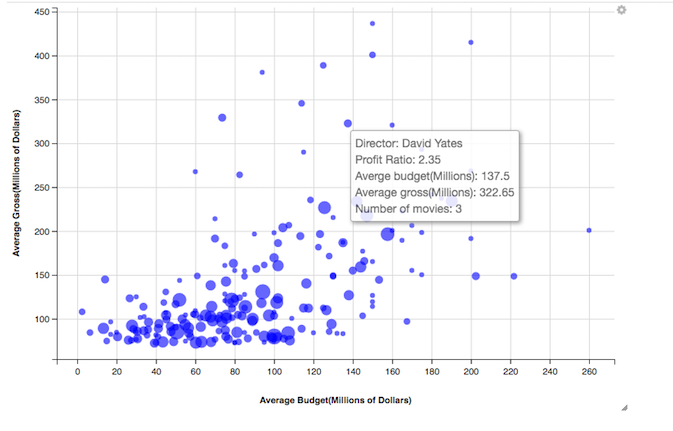 450
400
350
300
250
200
150
100
Average Gross(Millions of Dollars)
Director: David Yates
Profit Ratio: 2.35
Averge budget(Millions): 137.5
Average gross(Millions): 322.65
Number of movies: 3
0 20 40 60 80 100 120 140 160 180 200 220 240 260
Average Budget(Millions of Dollars)